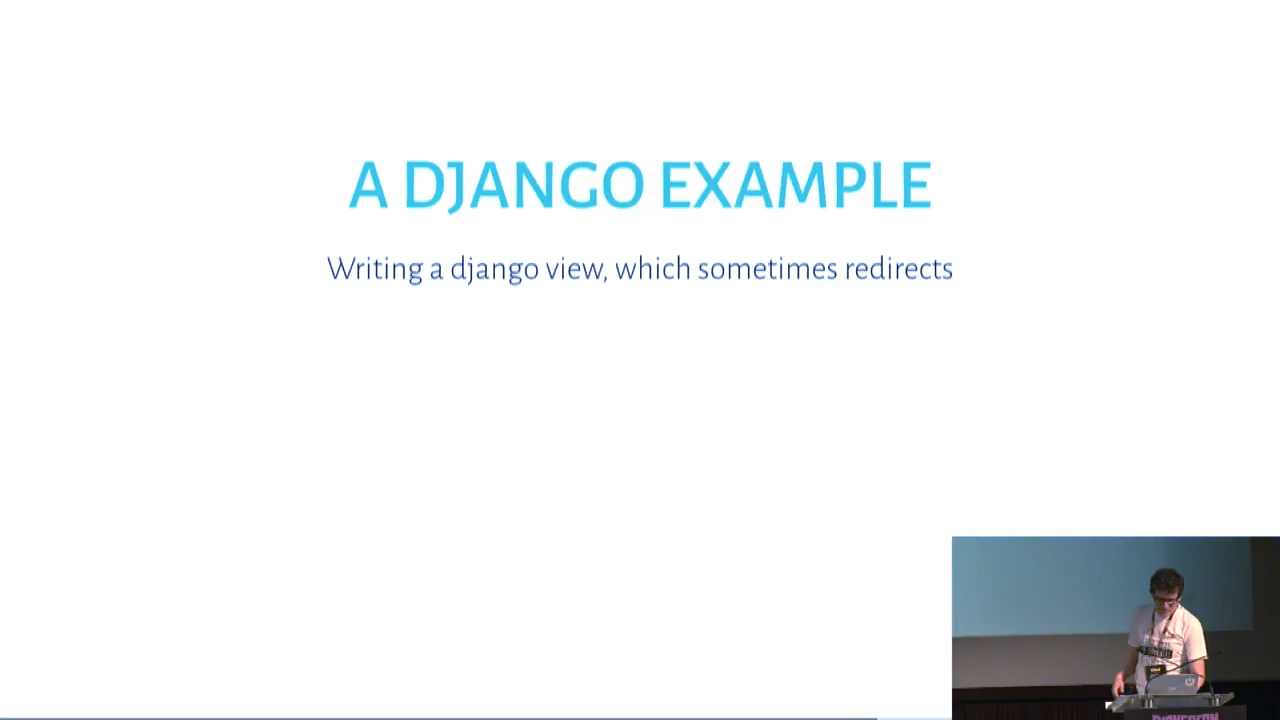 A DJANGO EXAMPLE
Writing a django view, which sometimes redirects